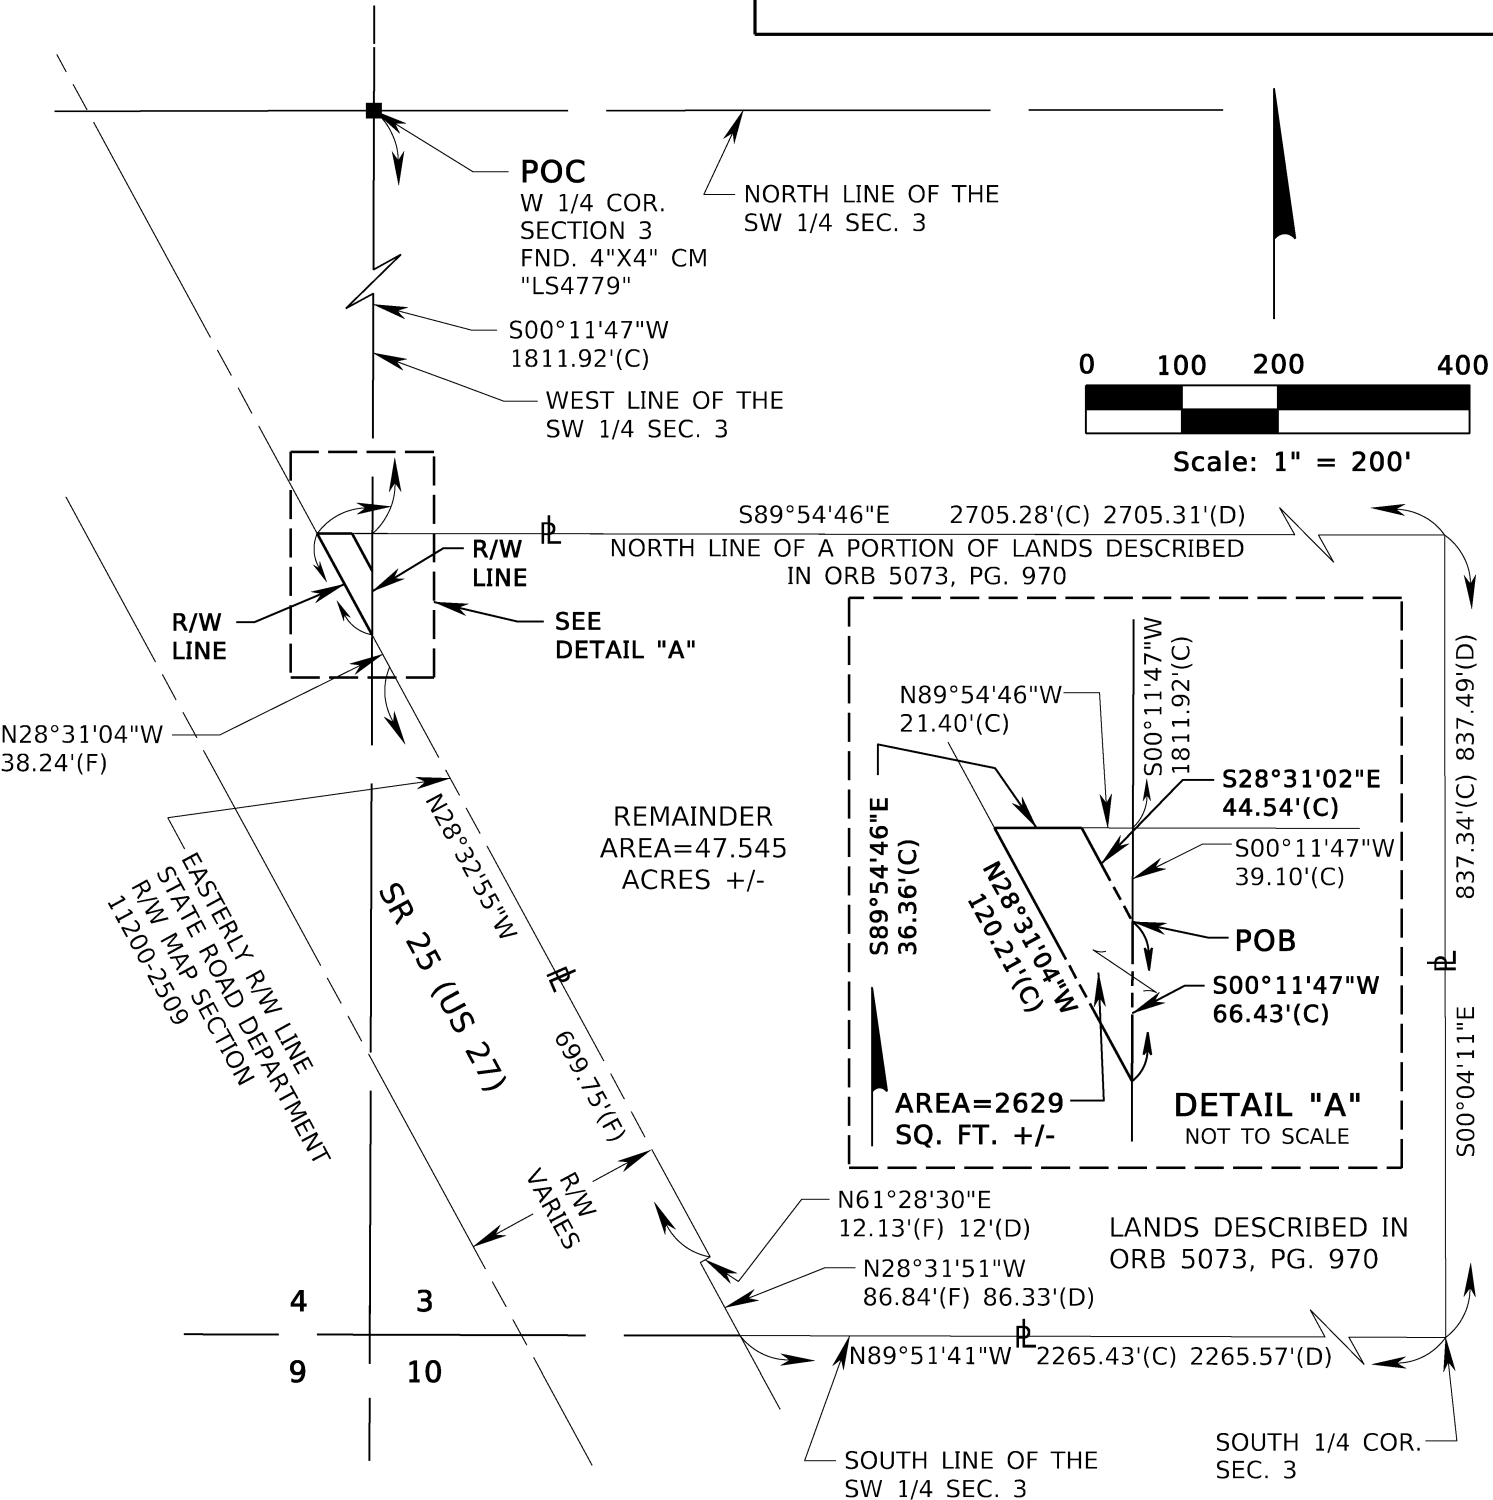 POC
W 1/4 COR.
SECTION 3
FND. 4"X4" CM
"LS4779"
NORTH LINE OF THE
SW 1/4 SEC. 3
S00°11'47"W
1811.92'(C)
WEST LINE OF THE
SW 1/4 SEC. 3
0 100 200 400
Scale: 1" = 200'
S89°54'46"E 2705.28'(C) 2705.31'(D)
NORTH LINE OF A PORTION OF LANDS DESCRIBED
IN ORB 5073, PG. 970
PL
R/W
LINE
R/W
LINE
SEE
DETAIL "A"
N28°31'04"W
38.24'(F)
REMAINDER
AREA=47.545
ACRES +/-
N28°32'55"W
PL
699.75'(F)
SR 25 (US 27)
EASTERLY R/W LINE
STATE ROAD DEPARTMENT
R/W MAP SECTION
11200-2509
R/W
VARIES
N89°54'46"W
21.40'(C)
S00°11'47"W
1811.92'(C)
S28°31'02"E
44.54'(C)
S00°11'47"W
39.10'(C)
S89°54'46"E
36.36'(C)
N28°31'04"W
120.21'(C)
POB
S00°11'47"W
66.43'(C)
AREA=2629
SQ. FT. +/-
DETAIL "A"
NOT TO SCALE
837.34'(C) 837.49'(D)
PL
S00°04'11"E
N61°28'30"E
12.13'(F) 12'(D)
N28°31'51"W
86.84'(F) 86.33'(D)
LANDS DESCRIBED IN
ORB 5073, PG. 970
4 3
9 10
PL
N89°51'41"W 2265.43'(C) 2265.57'(D)
SOUTH LINE OF THE
SW 1/4 SEC. 3
SOUTH 1/4 COR.
SEC. 3